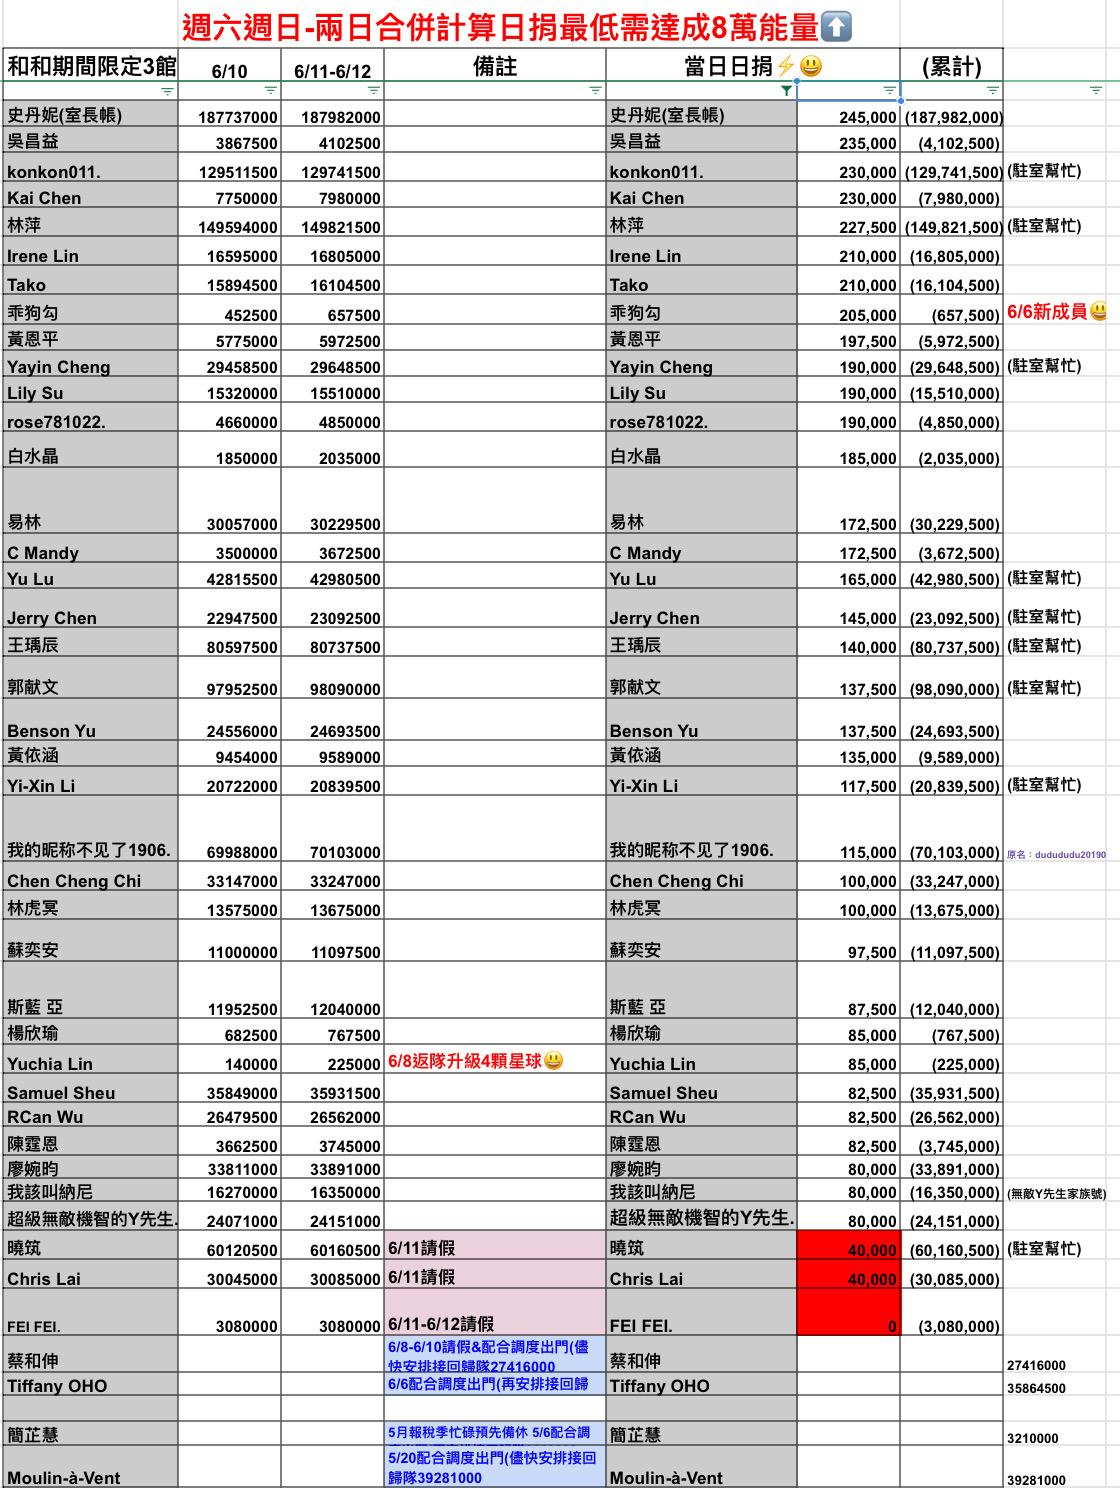 週六週日-兩日合併計算日捐最低需達成8萬能量⬆️
和和期間限定3館 6/10 6/11-6/12 備註 當日日捐⚡😃 (累計)
史丹妮(室長帳) 187737000 187982000 史丹妮(室長帳) 245,000 (187,982,000)
吳昌益 3867500 4102500 吳昌益 235,000 (4,102,500)
konkon011. 129511500 129741500 konkon011. 230,000 (129,741,500) (駐室幫忙)
Kai Chen 7750000 7980000 Kai Chen 230,000 (7,980,000)
林萍 149594000 149821500 林萍 227,500 (149,821,500) (駐室幫忙)
Irene Lin 16595000 16805000 Irene Lin 210,000 (16,805,000)
Tako 15894500 16104500 Tako 210,000 (16,104,500)
乖狗勾 452500 657500 乖狗勾 205,000 (657,500) 6/6新成員😃
黃恩平 5775000 5972500 黃恩平 197,500 (5,972,500)
Yayin Cheng 29458500 29648500 Yayin Cheng 190,000 (29,648,500) (駐室幫忙)
Lily Su 15320000 15510000 Lily Su 190,000 (15,510,000)
rose781022. 4660000 4850000 rose781022. 190,000 (4,850,000)
白水晶 1850000 2035000 白水晶 185,000 (2,035,000)
易林 30057000 30229500 易林 172,500 (30,229,500)
C Mandy 3500000 3672500 C Mandy 172,500 (3,672,500)
Yu Lu 42815500 42980500 Yu Lu 165,000 (42,980,500) (駐室幫忙)
Jerry Chen 22947500 23092500 Jerry Chen 145,000 (23,092,500) (駐室幫忙)
王瑀辰 80597500 80737500 王瑀辰 140,000 (80,737,500) (駐室幫忙)
郭献文 97952500 98090000 郭献文 137,500 (98,090,000) (駐室幫忙)
Benson Yu 24556000 24693500 Benson Yu 137,500 (24,693,500)
黃依涵 9454000 9589000 黃依涵 135,000 (9,589,000)
Yi-Xin Li 20722000 20839500 Yi-Xin Li 117,500 (20,839,500) (駐室幫忙)
我的昵称不见了1906. 69988000 70103000 我的昵称不见了1906. 115,000 (70,103,000) 原名：dudududu20190
Chen Cheng Chi 33147000 33247000 Chen Cheng Chi 100,000 (33,247,000)
林虎冥 13575000 13675000 林虎冥 100,000 (13,675,000)
蘇奕安 11000000 11097500 蘇奕安 97,500 (11,097,500)
斯藍 亞 11952500 12040000 斯藍 亞 87,500 (12,040,000)
楊欣瑜 682500 767500 楊欣瑜 85,000 (767,500)
Yuchia Lin 140000 225000 6/8返隊升級4顆星球😃 Yuchia Lin 85,000 (225,000)
Samuel Sheu 35849000 35931500 Samuel Sheu 82,500 (35,931,500)
RCan Wu 26479500 26562000 RCan Wu 82,500 (26,562,000)
陳霆恩 3662500 3745000 陳霆恩 82,500 (3,745,000)
廖婉昀 33811000 33891000 廖婉昀 80,000 (33,891,000)
我該叫納尼 16270000 16350000 我該叫納尼 80,000 (16,350,000) (無敵Y先生家族號)
超級無敵機智的Y先生. 24071000 24151000 超級無敵機智的Y先生. 80,000 (24,151,000)
曉筑 60120500 60160500 6/11請假 曉筑 40,000 (60,160,500) (駐室幫忙)
Chris Lai 30045000 30085000 6/11請假 Chris Lai 40,000 (30,085,000)
FEI FEI. 3080000 3080000 6/11-6/12請假 FEI FEI. 0 (3,080,000)
6/8-6/10請假&配合調度出門(儘
蔡和伸 快安排接回歸隊27416000 蔡和伸 27416000
Tiffany OHO 6/6配合調度出門(再安排接回歸 Tiffany OHO 35864500
簡芷慧 5月報稅季忙碌預先備休 5/6配合調 簡芷慧 3210000
5/20配合調度出門(儘快安排接回
Moulin-à-Vent 歸隊39281000 Moulin-à-Vent 39281000